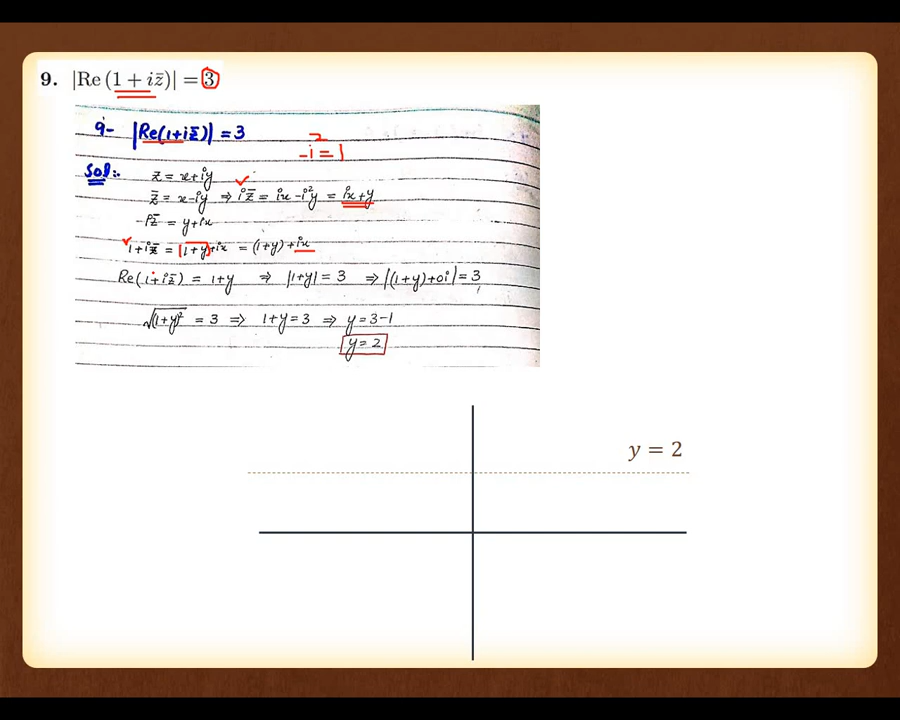 9. |Re (1 + iz̄)| = 3
9- |Re(1+iz̄)| = 3
-i² = 1
Sol:- z = x+iy
z̄ = x-iy ⇒ iz̄ = ix - i²y = ix+y
-iz̄ = y+ix
1+iz̄ = (1+y)+ix = (1+y)+ix
Re(1+iz̄) = 1+y ⇒ |1+y| = 3 ⇒ |(1+y)+0i| = 3
√(1+y)² = 3 ⇒ 1+y = 3 ⇒ y = 3-1
y = 2
y = 2